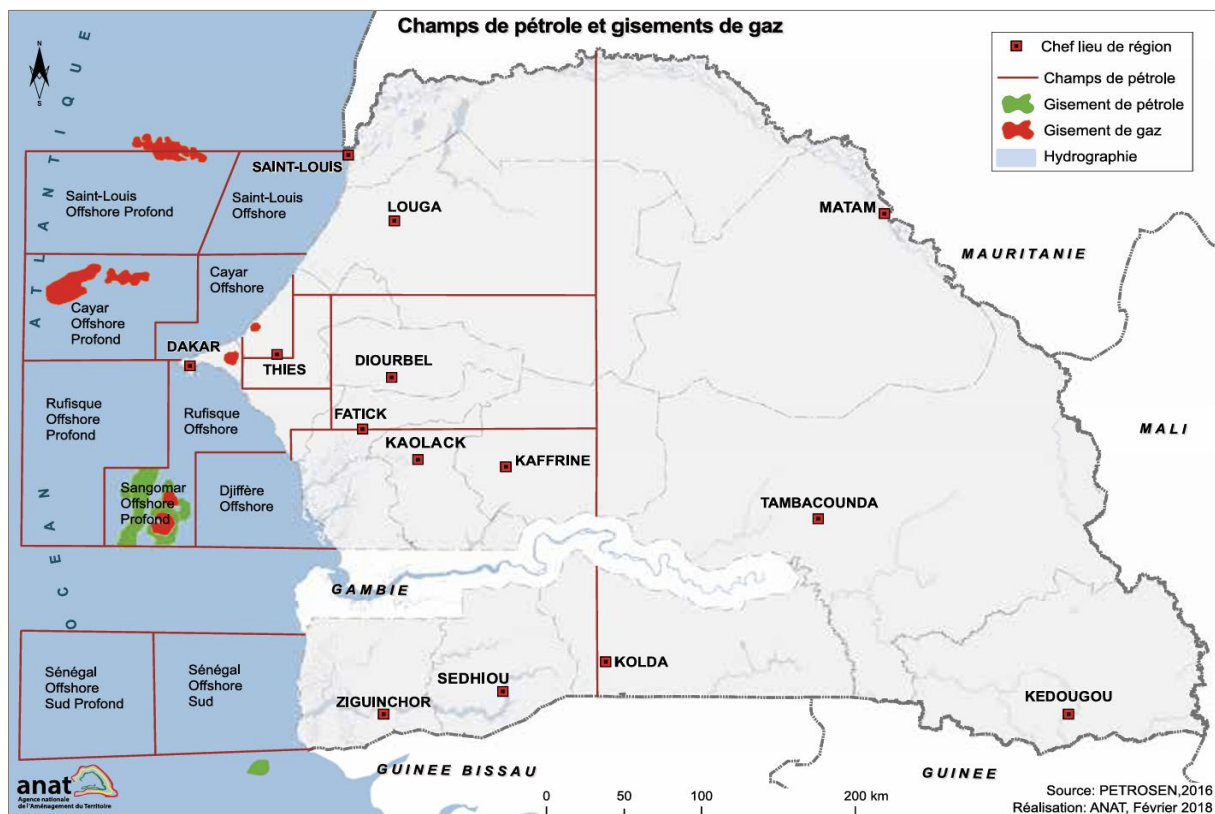 Champs de pétrole et gisements de gaz
N
S
Chef lieu de région
Champs de pétrole
Gisement de pétrole
Gisement de gaz
Hydrographie
OCEAN ATLANTIQUE
SAINT-LOUIS
Saint-Louis
Offshore Profond
Saint-Louis
Offshore
LOUGA
MATAM
MAURITANIE
Cayar
Offshore
Cayar
Offshore
Profond
DAKAR
THIES
DIOURBEL
Rufisque
Offshore
Profond
Rufisque
Offshore
FATICK
KAOLACK
KAFFRINE
MALI
Sangomar
Offshore
Profond
Djiffère
Offshore
TAMBACOUNDA
GAMBIE
Sénégal
Offshore
Sud Profond
Sénégal
Offshore
Sud
KOLDA
SEDHIOU
ZIGUINCHOR
KEDOUGOU
GUINEE BISSAU
GUINEE
anat
Agence nationale
de l'Aménagement du Territoire
0 50 100 200 km
Source: PETROSEN,2016
Réalisation: ANAT, Février 2018